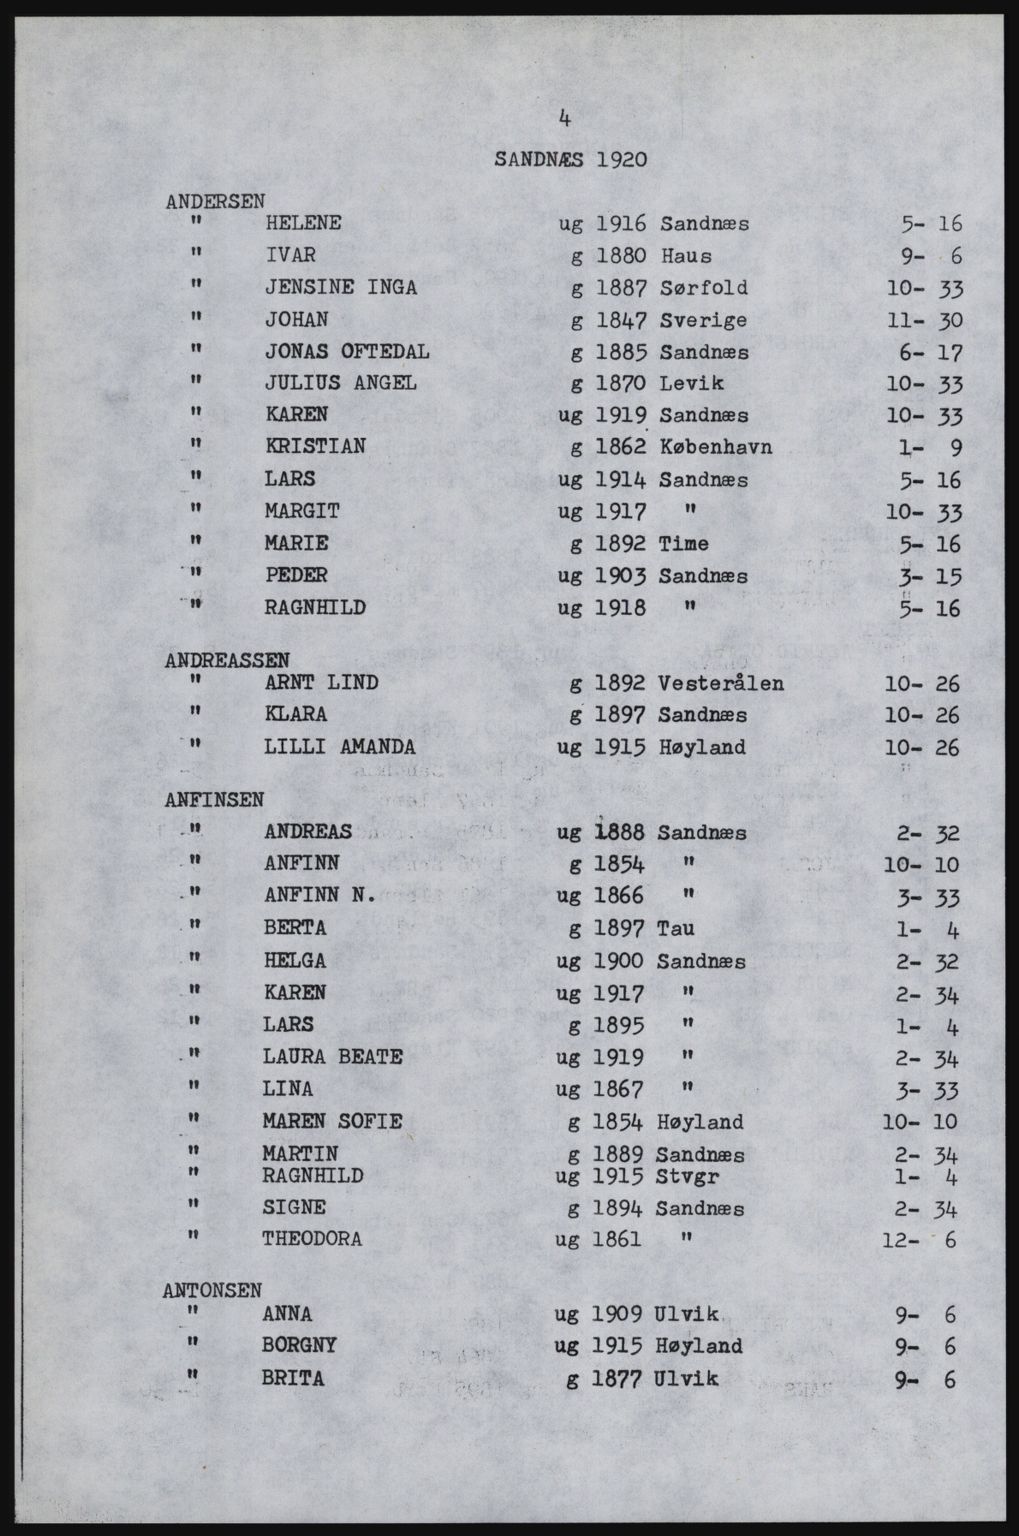 4
SANDNÆS 1920
ANDERSEN
" HELENE ug 1916 Sandnæs 5- 16
" IVAR g 1880 Haus 9- 6
" JENSINE INGA g 1887 Sørfold 10- 33
" JOHAN g 1847 Sverige 11- 30
" JONAS OFTEDAL g 1885 Sandnæs 6- 17
" JULIUS ANGEL g 1870 Levik 10- 33
" KAREN ug 1919 Sandnæs 10- 33
" KRISTIAN g 1862 København 1- 9
" LARS ug 1914 Sandnæs 5- 16
" MARGIT ug 1917 " 10- 33
" MARIE g 1892 Time 5- 16
" PEDER ug 1903 Sandnæs 3- 15
" RAGNHILD ug 1918 " 5- 16
ANDREASSEN
" ARNT LIND g 1892 Vesterålen 10- 26
" KLARA g 1897 Sandnæs 10- 26
" LILLI AMANDA ug 1915 Høyland 10- 26
ANFINSEN
" ANDREAS ug 1888 Sandnæs 2- 32
" ANFINN g 1854 " 10- 10
" ANFINN N. ug 1866 " 3- 33
" BERTA g 1897 Tau 1- 4
" HELGA ug 1900 Sandnæs 2- 32
" KAREN ug 1917 " 2- 34
" LARS g 1895 " 1- 4
" LAURA BEATE ug 1919 " 2- 34
" LINA ug 1867 " 3- 33
" MAREN SOFIE g 1854 Høyland 10- 10
" MARTIN g 1889 Sandnæs 2- 34
" RAGNHILD ug 1915 Stvgr 1- 4
" SIGNE g 1894 Sandnæs 2- 34
" THEODORA ug 1861 " 12- 6
ANTONSEN
" ANNA ug 1909 Ulvik 9- 6
" BORGNY ug 1915 Høyland 9- 6
" BRITA g 1877 Ulvik 9- 6